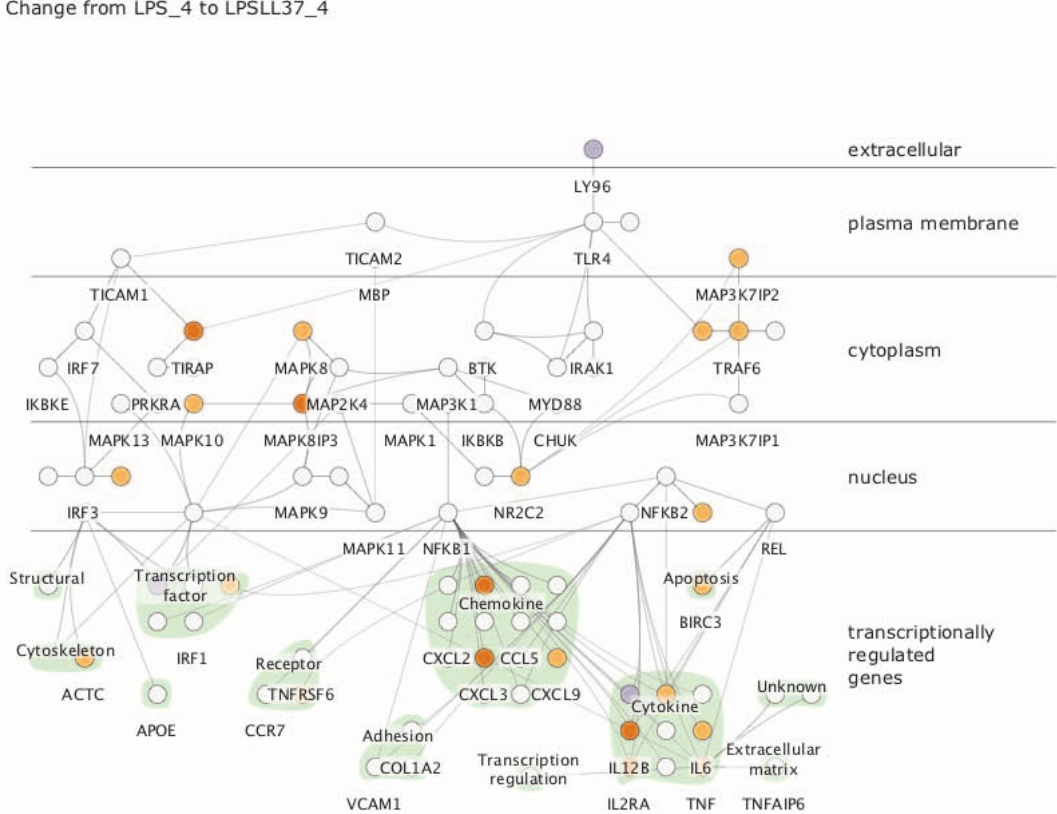 Change from LPS_4 to LPSLL37_4
extracellular
LY96
plasma membrane
TICAM2
TLR4
TICAM1
MBP
MAP3K7IP2
cytoplasm
IRF7
TIRAP
MAPK8
BTK
IRAK1
TRAF6
IKBKE
PRKRA
MAP2K4
MAP3K1
MYD88
MAPK13
MAPK10
MAPK8IP3
MAPK1
IKBKB
CHUK
MAP3K7IP1
nucleus
IRF3
MAPK9
NR2C2
NFKB2
MAPK11
NFKB1
REL
Structural
Transcription
factor
Apoptosis
Chemokine
BIRC3
transcriptionally
regulated
genes
Cytoskeleton
IRF1
Receptor
CXCL2
CCL5
ACTC
TNFRSF6
CXCL3
CXCL9
Unknown
Cytokine
APOE
CCR7
Adhesion
Extracellular
matrix
Transcription
regulation
COL1A2
IL12B
IL6
VCAM1
IL2RA
TNF
TNFAIP6